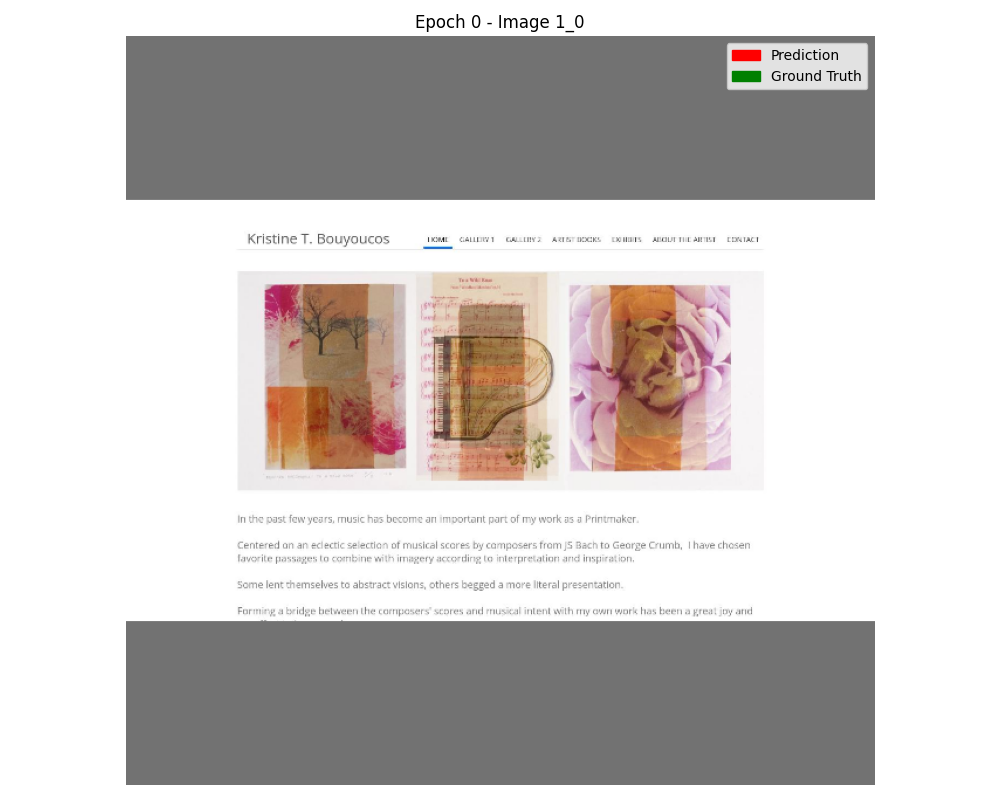 Epoch 0 - Image 1_0
Prediction
Ground Truth
Kristine T. Bouyoucos
HOME GALLERY 1 GALLERY 2 ARTIST BOOKS EXHIBITS ABOUT THE ARTIST CONTACT
To a Wild Rose
In the past few years, music has become an important part of my work as a Printmaker.
Centered on an eclectic selection of musical scores by composers from JS Bach to George Crumb, I have chosen
favorite passages to combine with imagery according to interpretation and inspiration.
Some lent themselves to abstract visions, others begged a more literal presentation.
Forming a bridge between the composers' scores and musical intent with my own work has been a great joy and